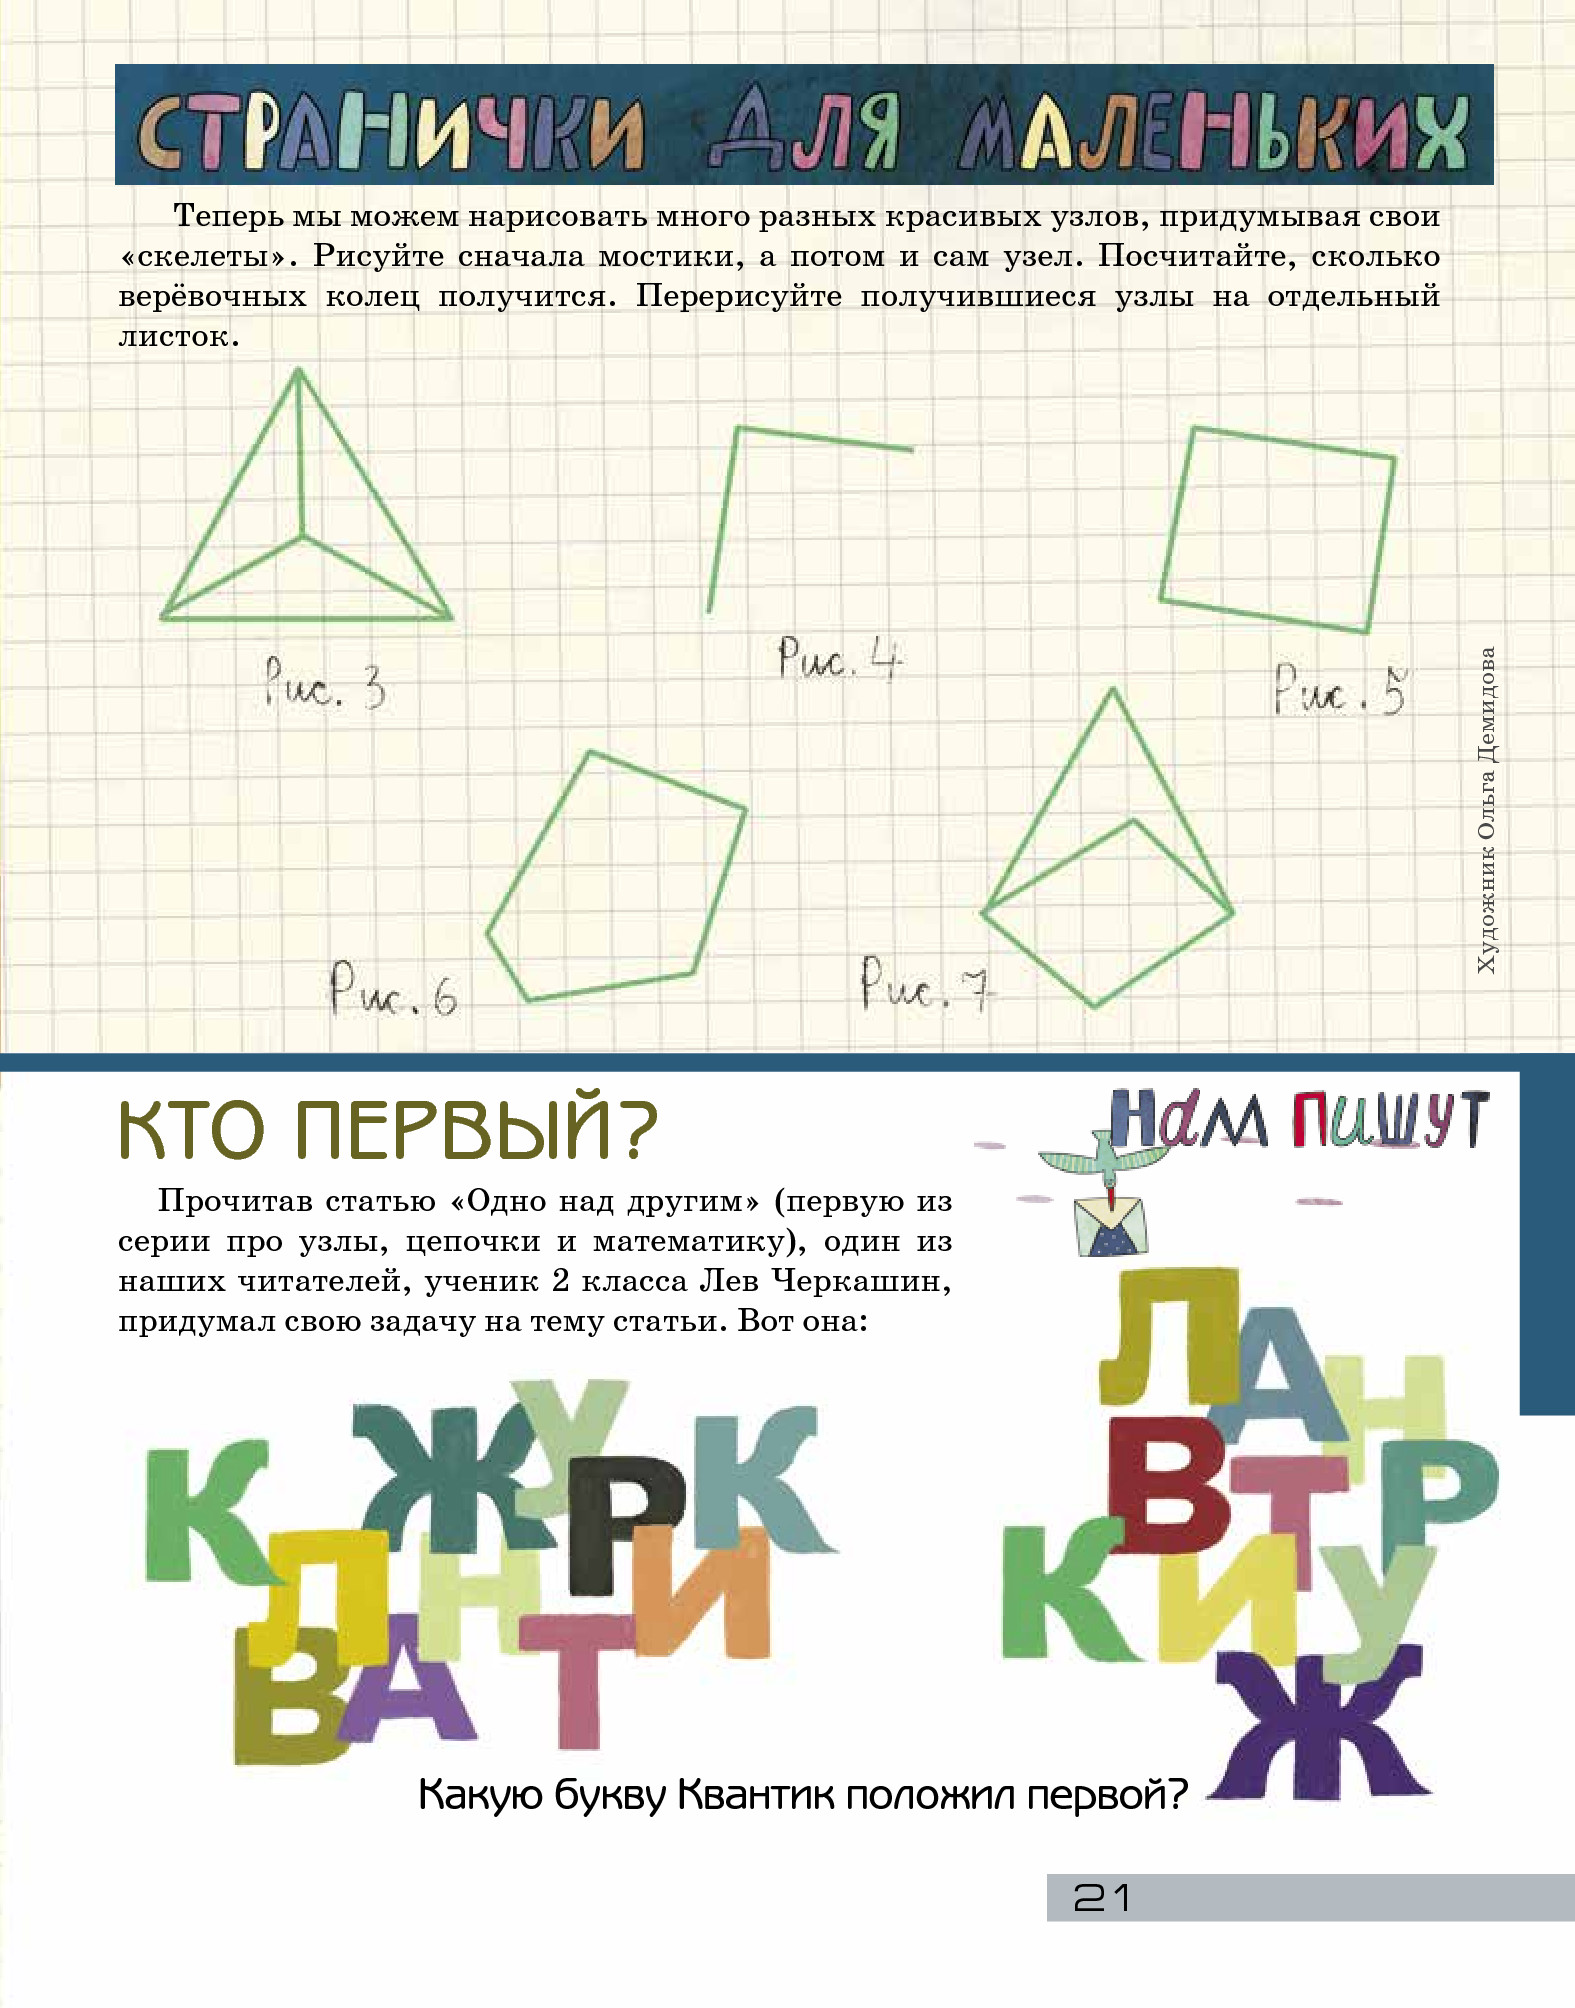 СТРАНИЧКИ ДЛЯ МАЛЕНЬКИХ
Теперь мы можем нарисовать много разных красивых узлов, придумывая свои
«скелеты». Рисуйте сначала мостики, а потом и сам узел. Посчитайте, сколько
верёвочных колец получится. Перерисуйте получившиеся узлы на отдельный
листок.
Рис. 3
Рис. 4
Рис. 5
Рис. 6
Рис. 7
Художник Ольга Демидова
КТО ПЕРВЫЙ?
НАМ ПИШУТ
Прочитав статью «Одно над другим» (первую из
серии про узлы, цепочки и математику), один из
наших читателей, ученик 2 класса Лев Черкашин,
придумал свою задачу на тему статьи. Вот она:
К Ж У Р К
Л Н И
В А Т
Л А Н
В Т Р
К И У
Ж
Какую букву Квантик положил первой?
21